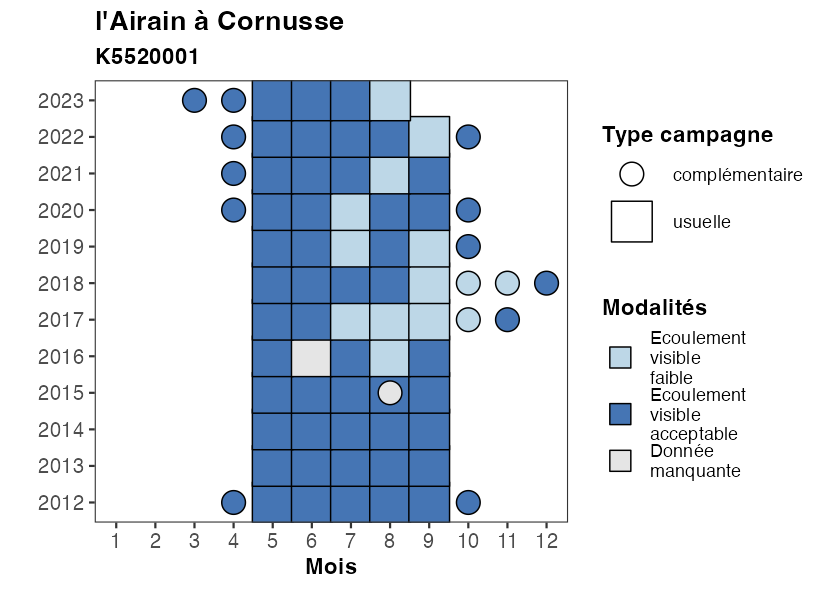 l'Airain à Cornusse
K5520001
2023
2022
2021
2020
2019
2018
2017
2016
2015
2014
2013
2012
1 2 3 4 5 6 7 8 9 10 11 12
Mois
Type campagne
complémentaire
usuelle
Modalités
Ecoulement
visible
faible
Ecoulement
visible
acceptable
Donnée
manquante